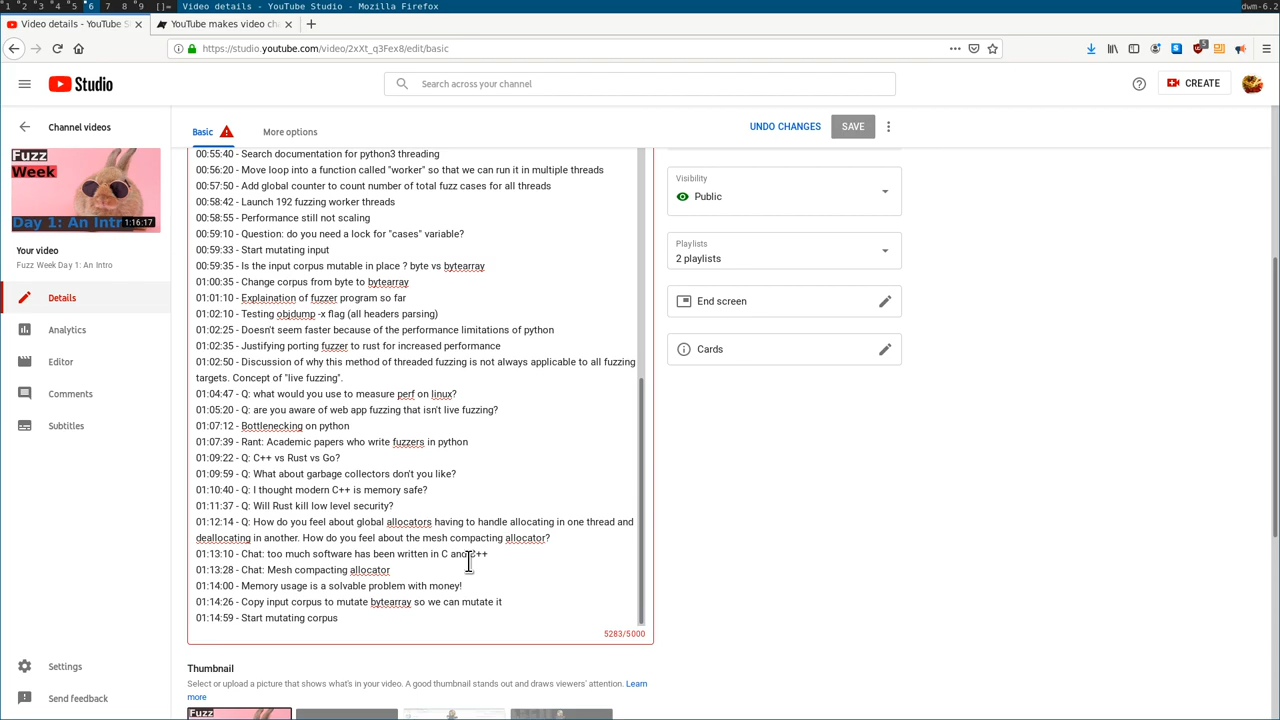 1 2 3 4 5 6 7 8 9 []= Video details - YouTube Studio - Mozilla Firefox dwm-6.2
Video details - YouTube S YouTube makes video cha
https://studio.youtube.com/video/2xXt_q3Fex8/edit/basic
Studio Search across your channel CREATE
Channel videos Basic More options UNDO CHANGES SAVE
Fuzz
Week
Day 1: An Intr 1:16:17
Your video
Fuzz Week Day 1: An Intro
Details
Analytics
Editor
Comments
Subtitles
Settings
Send feedback
00:55:40 - Search documentation for python3 threading
00:56:20 - Move loop into a function called "worker" so that we can run it in multiple threads
00:57:50 - Add global counter to count number of total fuzz cases for all threads
00:58:42 - Launch 192 fuzzing worker threads
00:58:55 - Performance still not scaling
00:59:10 - Question: do you need a lock for "cases" variable?
00:59:33 - Start mutating input
00:59:35 - Is the input corpus mutable in place ? byte vs bytearray
01:00:35 - Change corpus from byte to bytearray
01:01:10 - Explaination of fuzzer program so far
01:02:10 - Testing objdump -x flag (all headers parsing)
01:02:25 - Doesn't seem faster because of the performance limitations of python
01:02:35 - Justifying porting fuzzer to rust for increased performance
01:02:50 - Discussion of why this method of threaded fuzzing is not always applicable to all fuzzing
targets. Concept of "live fuzzing".
01:04:47 - Q: what would you use to measure perf on linux?
01:05:20 - Q: are you aware of web app fuzzing that isn't live fuzzing?
01:07:12 - Bottlenecking on python
01:07:39 - Rant: Academic papers who write fuzzers in python
01:09:22 - Q: C++ vs Rust vs Go?
01:09:59 - Q: What about garbage collectors don't you like?
01:10:40 - Q: I thought modern C++ is memory safe?
01:11:37 - Q: Will Rust kill low level security?
01:12:14 - Q: How do you feel about global allocators having to handle allocating in one thread and
deallocating in another. How do you feel about the mesh compacting allocator?
01:13:10 - Chat: too much software has been written in C and C++
01:13:28 - Chat: Mesh compacting allocator
01:14:00 - Memory usage is a solvable problem with money!
01:14:26 - Copy input corpus to mutate bytearray so we can mutate it
01:14:59 - Start mutating corpus
5283/5000
Thumbnail
Select or upload a picture that shows what's in your video. A good thumbnail stands out and draws viewers' attention. Learn
more
Fuzz
Visibility
Public
Playlists
2 playlists
End screen
Cards